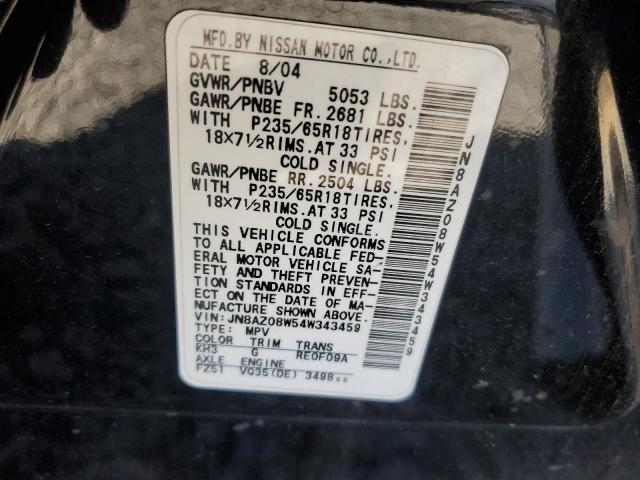 MFD.BY NISSAN MOTOR CO.,LTD.
DATE 8/04
GVWR/PNBV 5053 LBS.
GAWR/PNBE FR.2681 LBS.
WITH P235/65R18TIRES,
18X7½RIMS.AT 33 PSI
COLD SINGLE.
GAWR/PNBE RR.2504 LBS.
WITH P235/65R18TIRES,
18X7½RIMS.AT 33 PSI
COLD SINGLE.
THIS VEHICLE CONFORMS
TO ALL APPLICABLE FED-
ERAL MOTOR VEHICLE SA-
FETY AND THEFT PREVEN-
TION STANDARDS IN EFF-
ECT ON THE DATE OF MA-
NUFACTURE SHOWN ABOVE.
VIN:JN8AZ08W54W343459
TYPE: MPV
COLOR TRIM TRANS
KH3 G RE0F09A
AXLE ENGINE
FZ51 VQ35(DE) 3498cc
JN8AZ08W54W343459